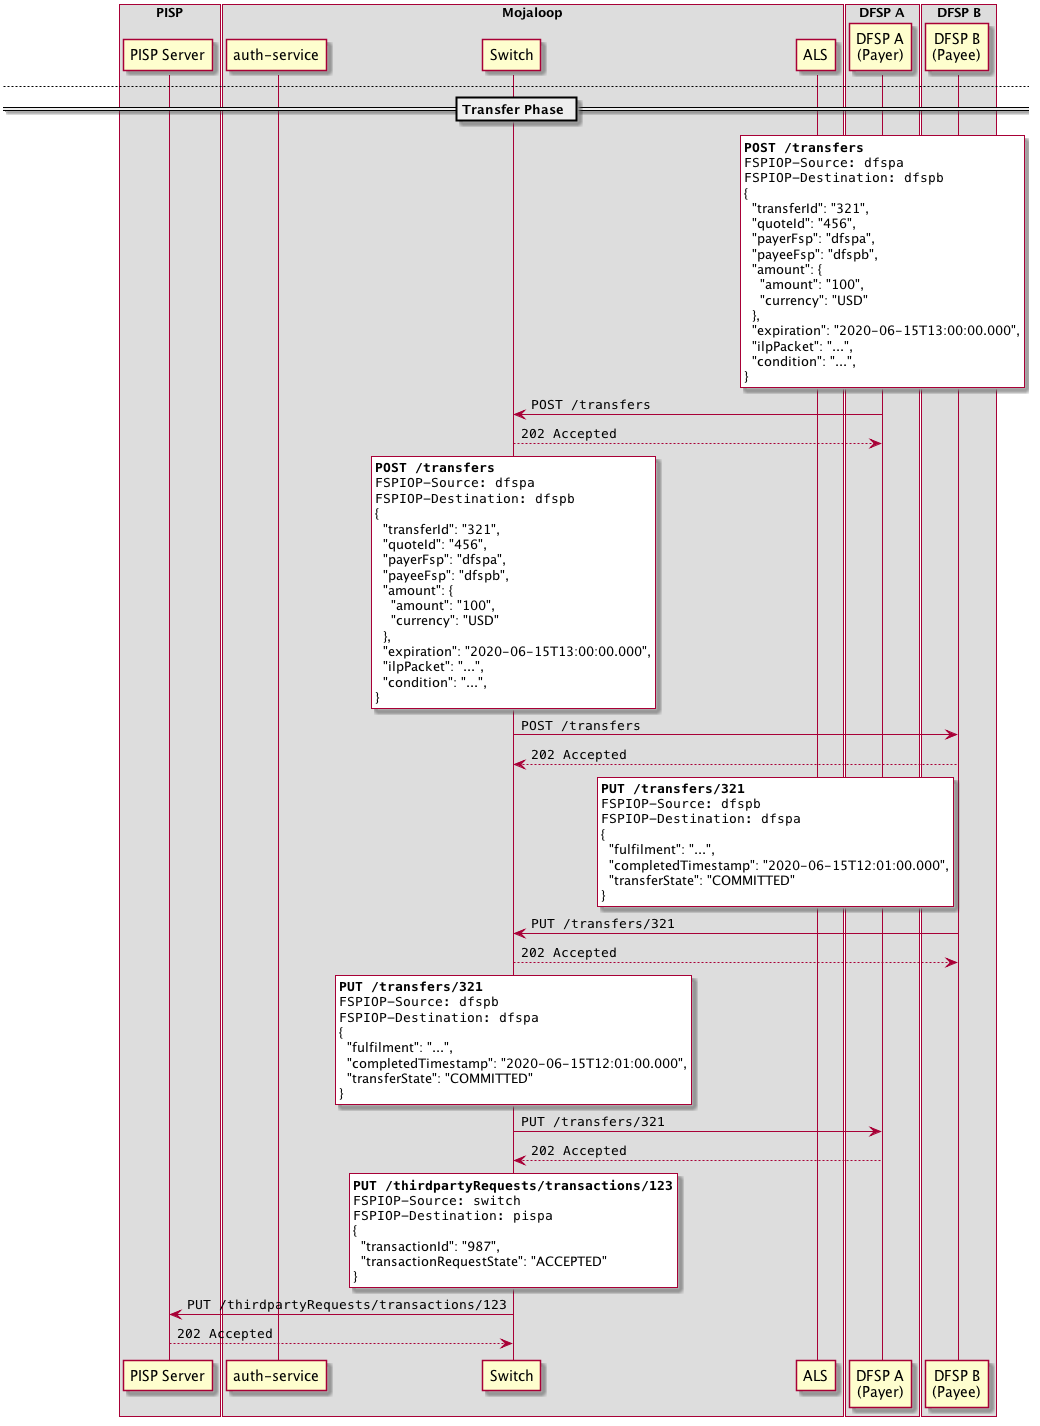 PISP
Mojaloop
DFSP A
DFSP B
PISP Server
auth-service
Switch
ALS
DFSP A
(Payer)
DFSP B
(Payee)
Transfer Phase
POST /transfers
FSPIOP-Source: dfspa
FSPIOP-Destination: dfspb
{
"transferId": "321",
"quoteId": "456",
"payerFsp": "dfspa",
"payeeFsp": "dfspb",
"amount": {
"amount": "100",
"currency": "USD"
},
"expiration": "2020-06-15T13:00:00.000",
"ilpPacket": "...",
"condition": "...",
}
POST /transfers
202 Accepted
POST /transfers
FSPIOP-Source: dfspa
FSPIOP-Destination: dfspb
{
"transferId": "321",
"quoteId": "456",
"payerFsp": "dfspa",
"payeeFsp": "dfspb",
"amount": {
"amount": "100",
"currency": "USD"
},
"expiration": "2020-06-15T13:00:00.000",
"ilpPacket": "...",
"condition": "...",
}
POST /transfers
202 Accepted
PUT /transfers/321
FSPIOP-Source: dfspb
FSPIOP-Destination: dfspa
{
"fulfilment": "...",
"completedTimestamp": "2020-06-15T12:01:00.000",
"transferState": "COMMITTED"
}
PUT /transfers/321
202 Accepted
PUT /transfers/321
FSPIOP-Source: dfspb
FSPIOP-Destination: dfspa
{
"fulfilment": "...",
"completedTimestamp": "2020-06-15T12:01:00.000",
"transferState": "COMMITTED"
}
PUT /transfers/321
202 Accepted
PUT /thirdpartyRequests/transactions/123
FSPIOP-Source: switch
FSPIOP-Destination: pispa
{
"transactionId": "987",
"transactionRequestState": "ACCEPTED"
}
PUT /thirdpartyRequests/transactions/123
202 Accepted
PISP Server
auth-service
Switch
ALS
DFSP A
(Payer)
DFSP B
(Payee)